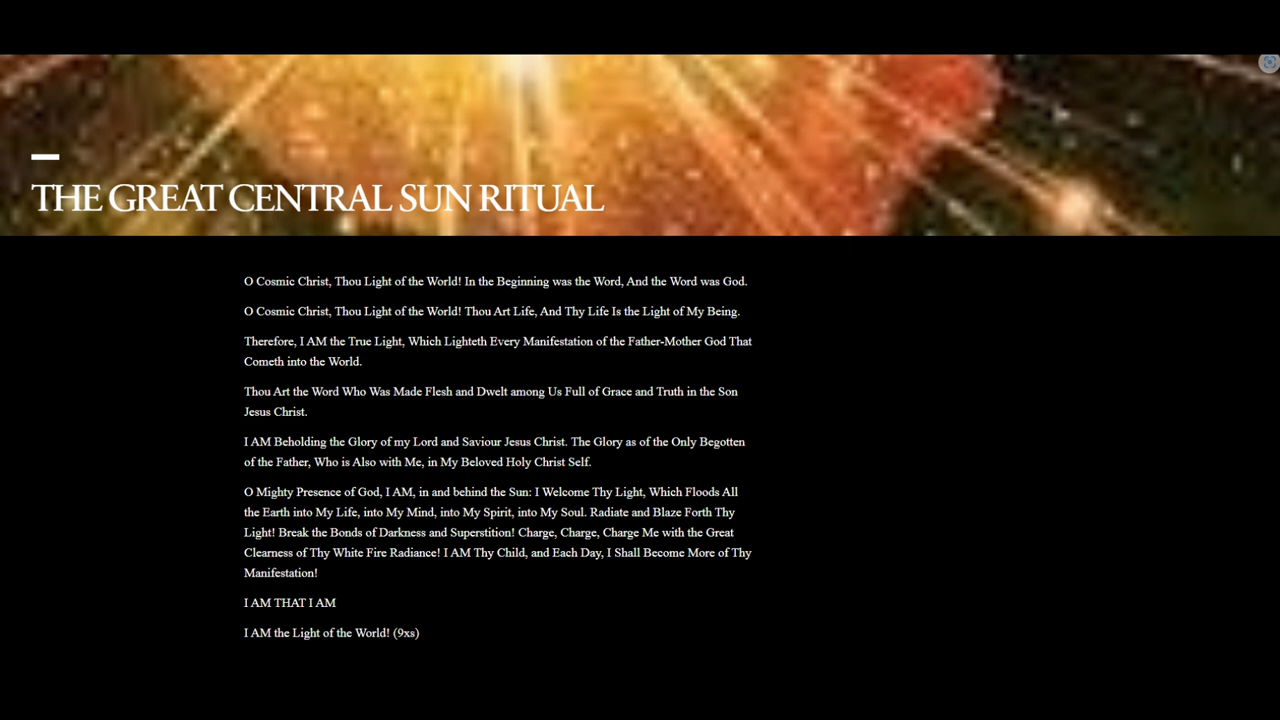 THE GREAT CENTRAL SUN RITUAL
O Cosmic Christ, Thou Light of the World! In the Beginning was the Word, And the Word was God.
O Cosmic Christ, Thou Light of the World! Thou Art Life, And Thy Life Is the Light of My Being.
Therefore, I AM the True Light, Which Lighteth Every Manifestation of the Father-Mother God That
Cometh into the World.
Thou Art the Word Who Was Made Flesh and Dwelt among Us Full of Grace and Truth in the Son
Jesus Christ.
I AM Beholding the Glory of my Lord and Saviour Jesus Christ. The Glory as of the Only Begotten
of the Father, Who is Also with Me, in My Beloved Holy Christ Self.
O Mighty Presence of God, I AM, in and behind the Sun: I Welcome Thy Light, Which Floods All
the Earth into My Life, into My Mind, into My Spirit, into My Soul. Radiate and Blaze Forth Thy
Light! Break the Bonds of Darkness and Superstition! Charge, Charge, Charge Me with the Great
Clearness of Thy White Fire Radiance! I AM Thy Child, and Each Day, I Shall Become More of Thy
Manifestation!
I AM THAT I AM
I AM the Light of the World! (9xs)